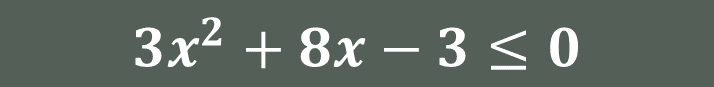 3x² + 8x − 3 ≤ 0